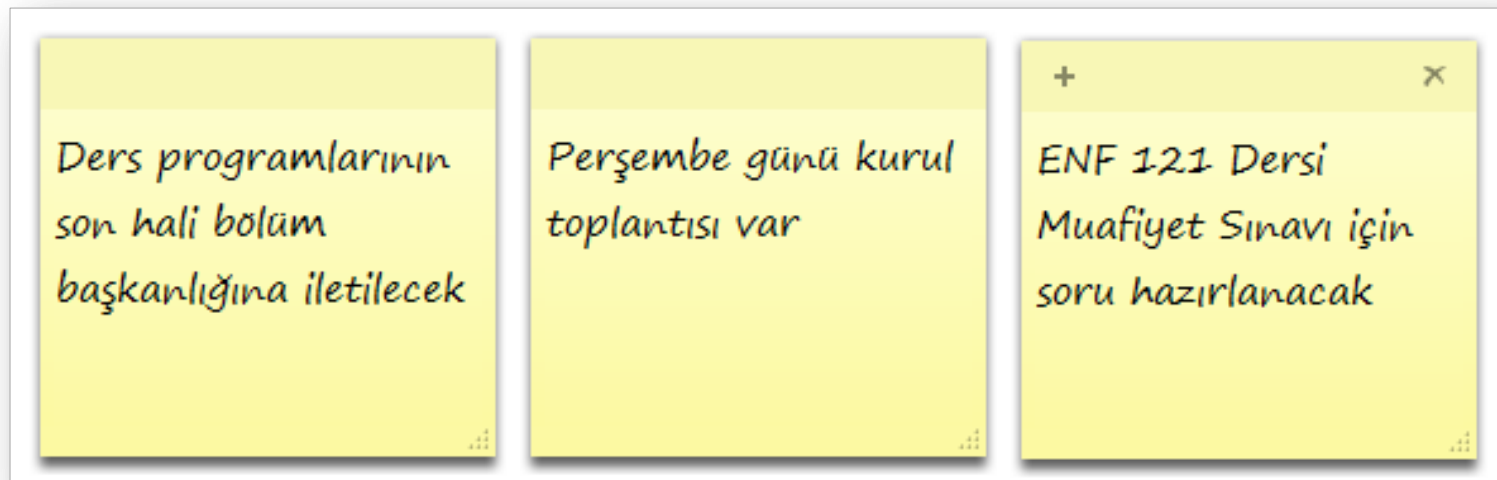 Ders programlarının
son hali bölüm
başkanlığına iletilecek
Perşembe günü kurul
toplantısı var
ENF 121 Dersi
Muafiyet Sınavı için
soru hazırlanacak